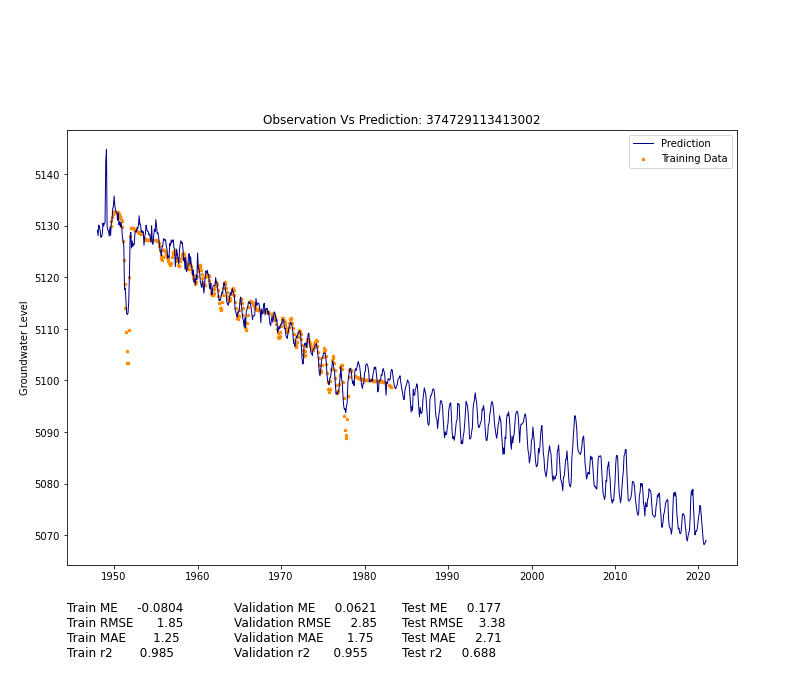 Observation Vs Prediction: 374729113413002
Prediction
Training Data
5140
5130
5120
5110
5100
5090
5080
5070
Groundwater Level
1950 1960 1970 1980 1990 2000 2010 2020
Train ME -0.0804 Validation ME 0.0621 Test ME 0.177
Train RMSE 1.85 Validation RMSE 2.85 Test RMSE 3.38
Train MAE 1.25 Validation MAE 1.75 Test MAE 2.71
Train r2 0.985 Validation r2 0.955 Test r2 0.688